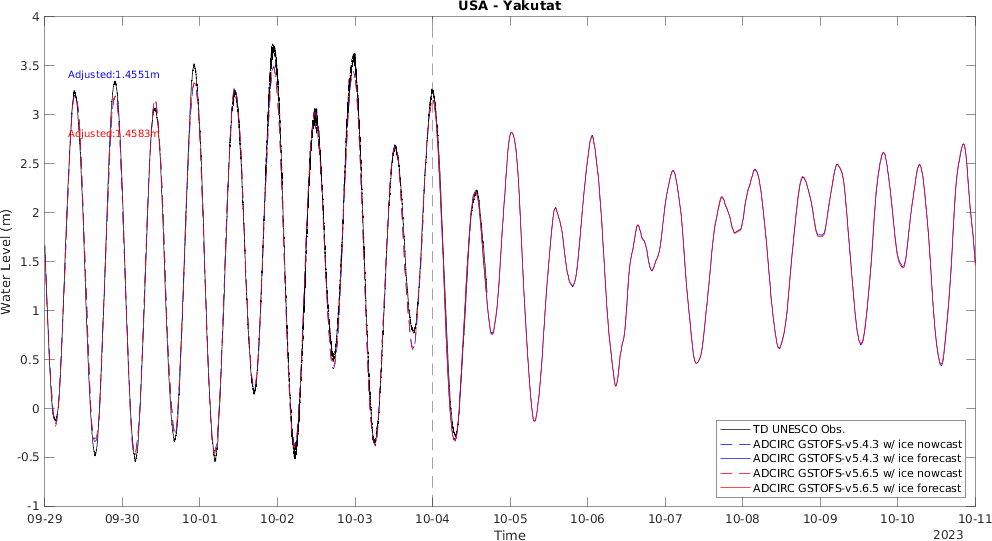 USA - Yakutat
4
3.5
3
2.5
2
1.5
1
0.5
0
-0.5
-1
Water Level (m)
Adjusted:1.4551m
Adjusted:1.4583m
TD UNESCO Obs.
ADCIRC GSTOFS-v5.4.3 w/ ice nowcast
ADCIRC GSTOFS-v5.4.3 w/ ice forecast
ADCIRC GSTOFS-v5.6.5 w/ ice nowcast
ADCIRC GSTOFS-v5.6.5 w/ ice forecast
09-29 09-30 10-01 10-02 10-03 10-04 10-05 10-06 10-07 10-08 10-09 10-10 10-11
Time
2023